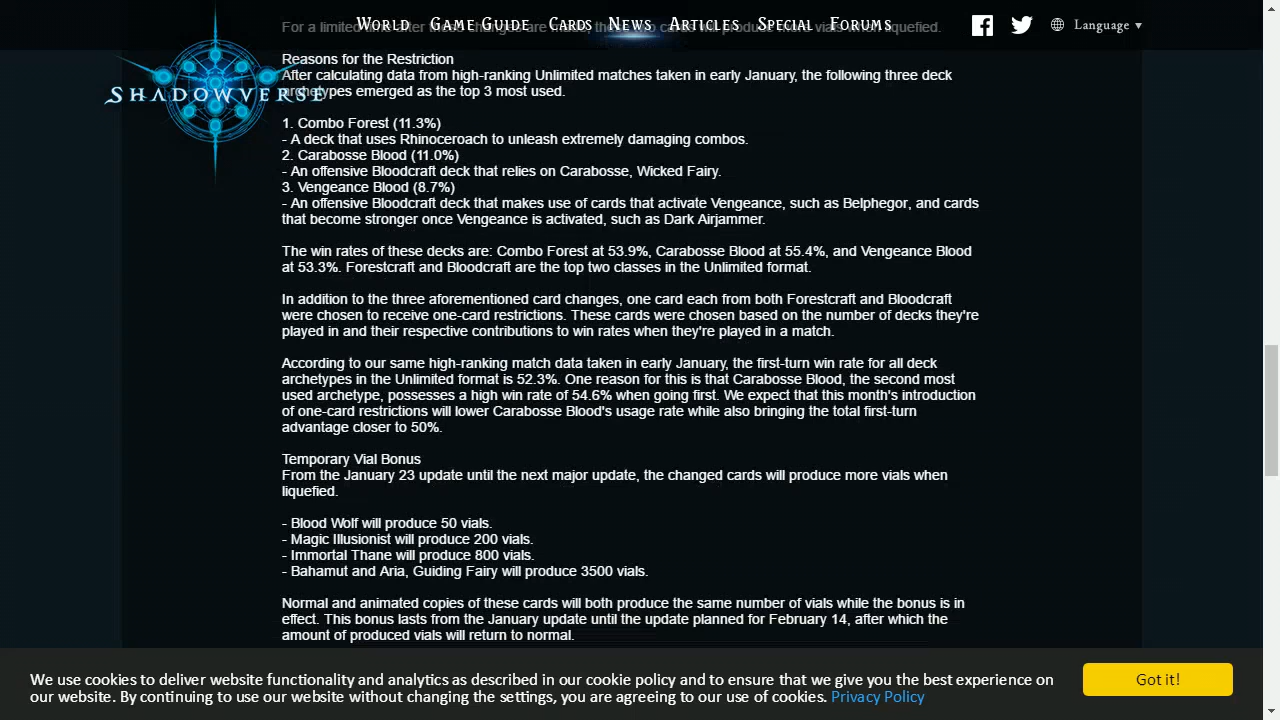 WORLD GAME GUIDE CARDS NEWS ARTICLES SPECIAL FORUMS Language
SHADOWVERSE
For a limited time after these changes are made, these two cards will produce more vials when liquefied.
Reasons for the Restriction
After calculating data from high-ranking Unlimited matches taken in early January, the following three deck
archetypes emerged as the top 3 most used.
1. Combo Forest (11.3%)
- A deck that uses Rhinoceroach to unleash extremely damaging combos.
2. Carabosse Blood (11.0%)
- An offensive Bloodcraft deck that relies on Carabosse, Wicked Fairy.
3. Vengeance Blood (8.7%)
- An offensive Bloodcraft deck that makes use of cards that activate Vengeance, such as Belphegor, and cards
that become stronger once Vengeance is activated, such as Dark Airjammer.
The win rates of these decks are: Combo Forest at 53.9%, Carabosse Blood at 55.4%, and Vengeance Blood
at 53.3%. Forestcraft and Bloodcraft are the top two classes in the Unlimited format.
In addition to the three aforementioned card changes, one card each from both Forestcraft and Bloodcraft
were chosen to receive one-card restrictions. These cards were chosen based on the number of decks they're
played in and their respective contributions to win rates when they're played in a match.
According to our same high-ranking match data taken in early January, the first-turn win rate for all deck
archetypes in the Unlimited format is 52.3%. One reason for this is that Carabosse Blood, the second most
used archetype, possesses a high win rate of 54.6% when going first. We expect that this month's introduction
of one-card restrictions will lower Carabosse Blood's usage rate while also bringing the total first-turn
advantage closer to 50%.
Temporary Vial Bonus
From the January 23 update until the next major update, the changed cards will produce more vials when
liquefied.
- Blood Wolf will produce 50 vials.
- Magic Illusionist will produce 200 vials.
- Immortal Thane will produce 800 vials.
- Bahamut and Aria, Guiding Fairy will produce 3500 vials.
Normal and animated copies of these cards will both produce the same number of vials while the bonus is in
effect. This bonus lasts from the January update until the update planned for February 14, after which the
amount of produced vials will return to normal.
We use cookies to deliver website functionality and analytics as described in our cookie policy and to ensure that we give you the best experience on
our website. By continuing to use our website without changing the settings, you are agreeing to our use of cookies. Privacy Policy
Got it!